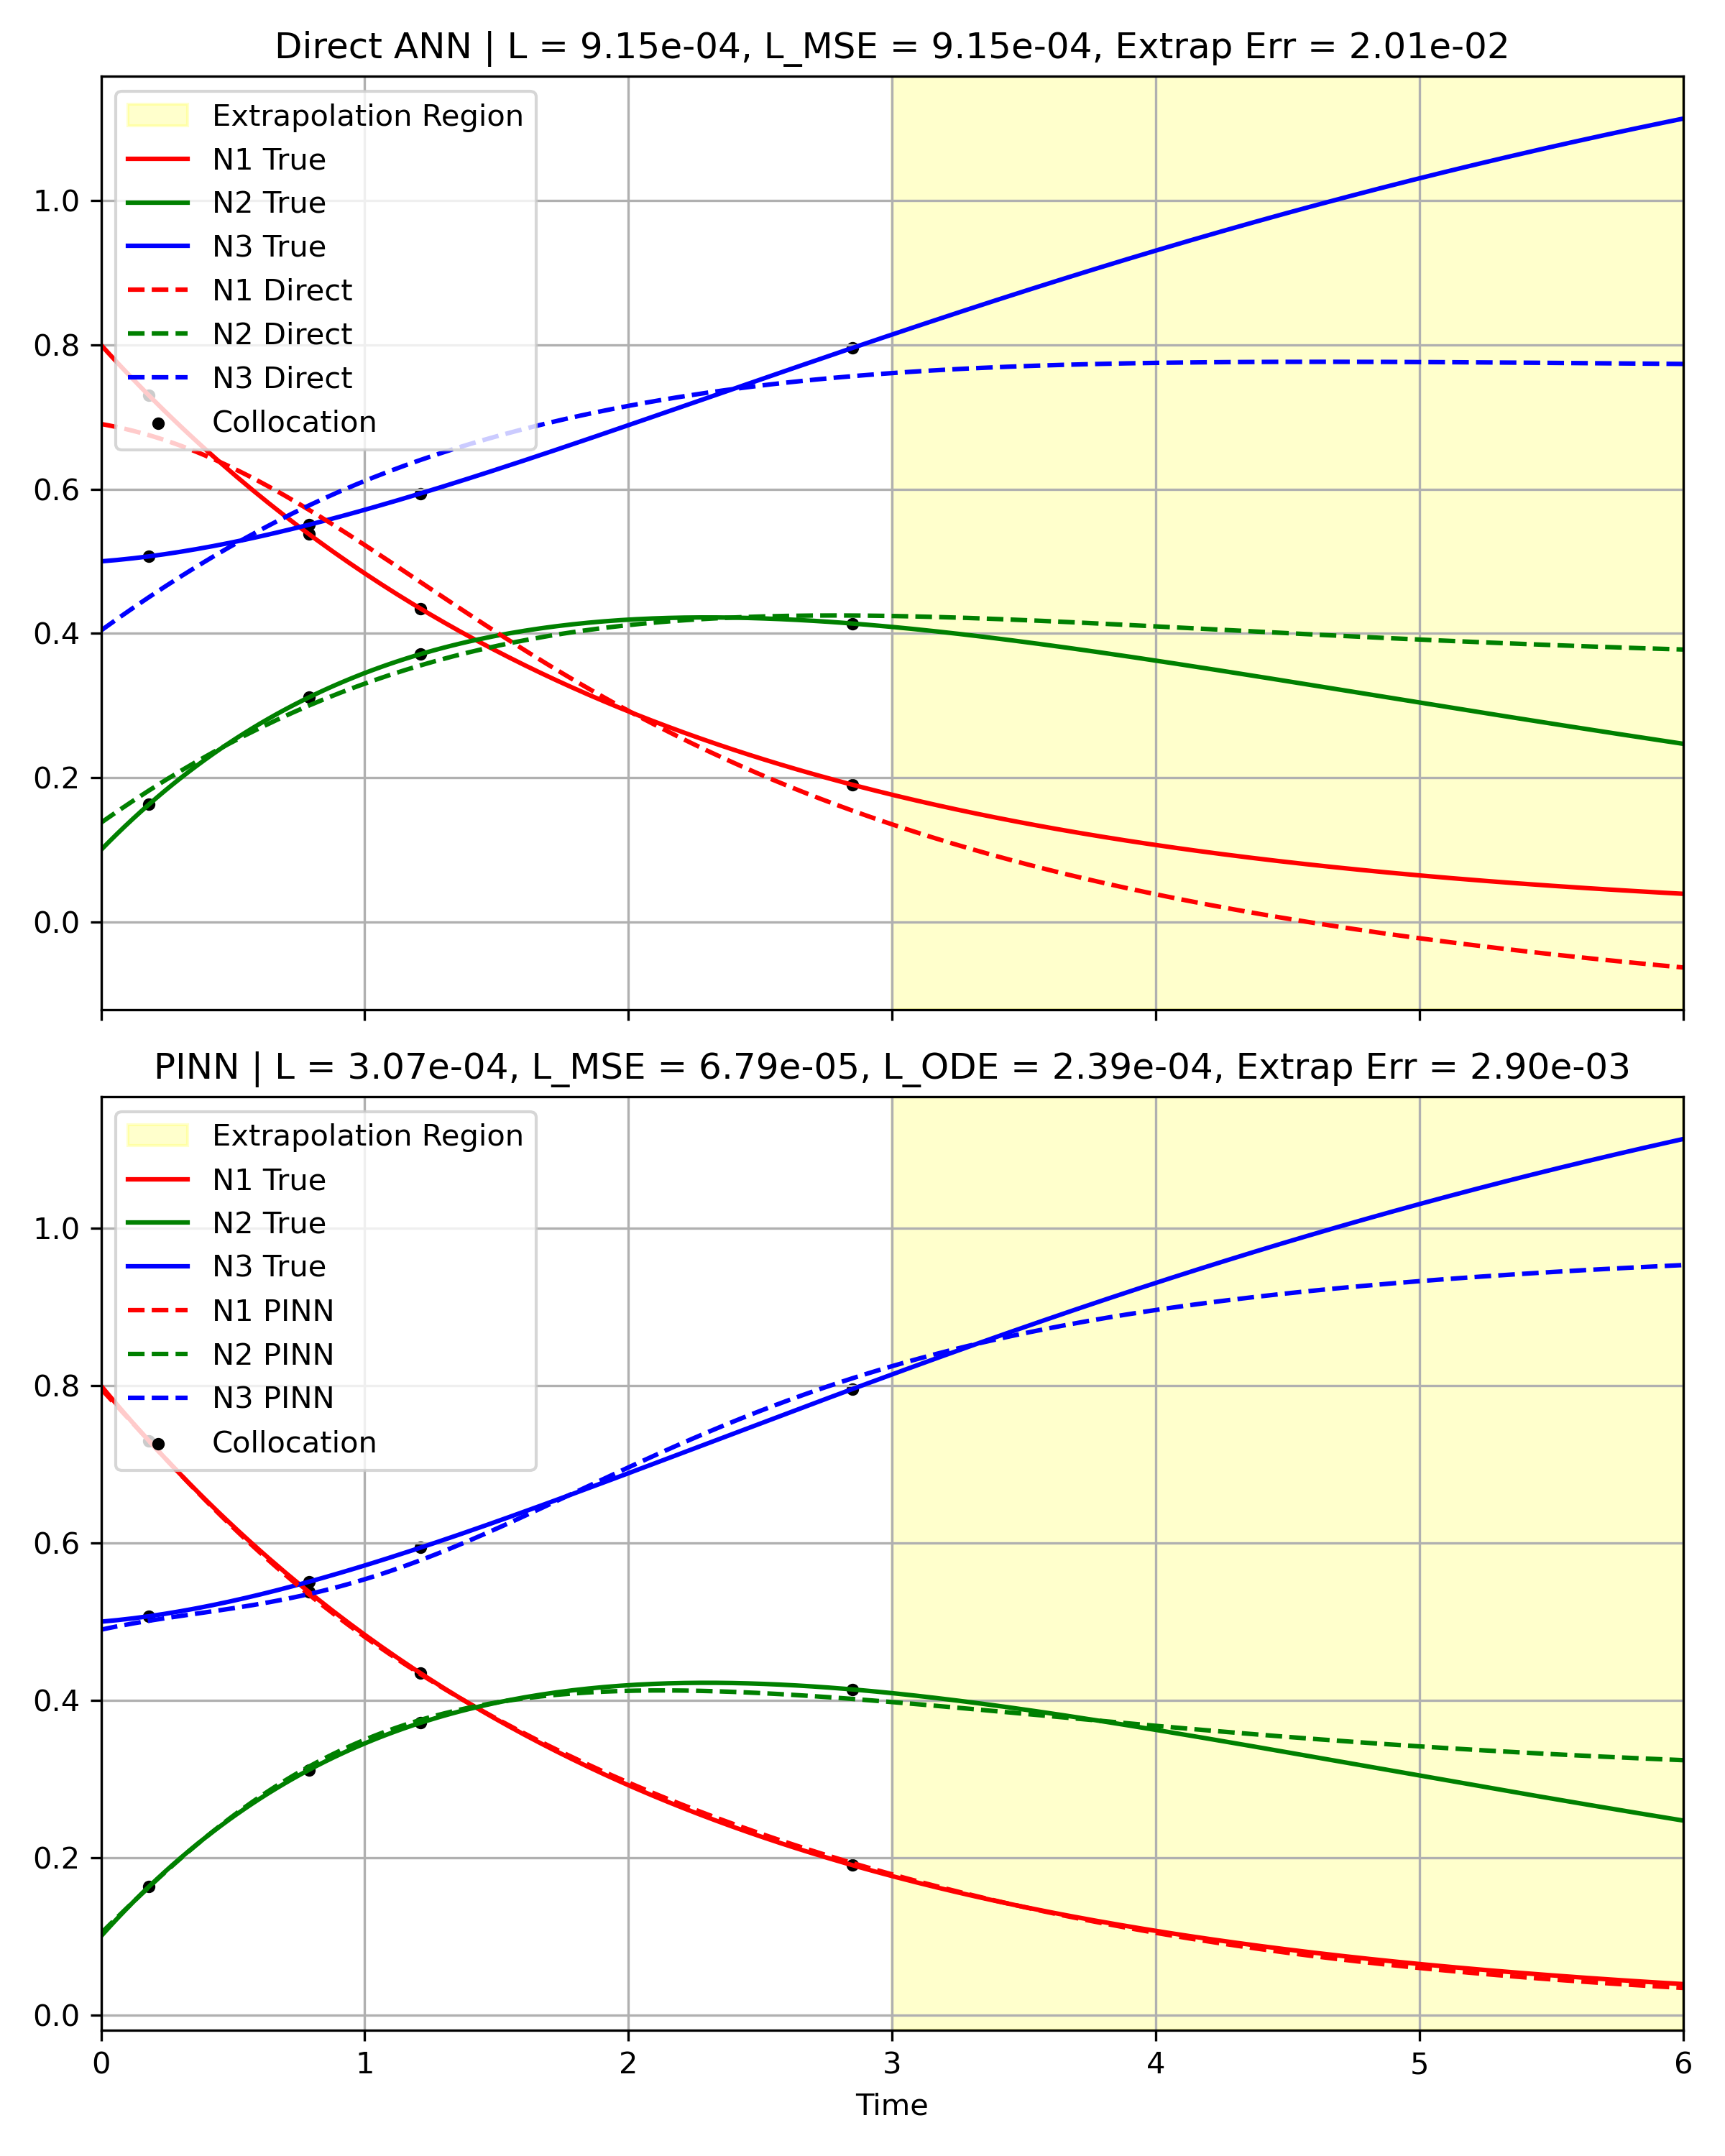 Direct ANN | L = 9.15e-04, L_MSE = 9.15e-04, Extrap Err = 2.01e-02
Extrapolation Region
N1 True
N2 True
N3 True
N1 Direct
N2 Direct
N3 Direct
Collocation
1.0
0.8
0.6
0.4
0.2
0.0
PINN | L = 3.07e-04, L_MSE = 6.79e-05, L_ODE = 2.39e-04, Extrap Err = 2.90e-03
Extrapolation Region
N1 True
N2 True
N3 True
N1 PINN
N2 PINN
N3 PINN
Collocation
1.0
0.8
0.6
0.4
0.2
0.0
0 1 2 3 4 5 6
Time